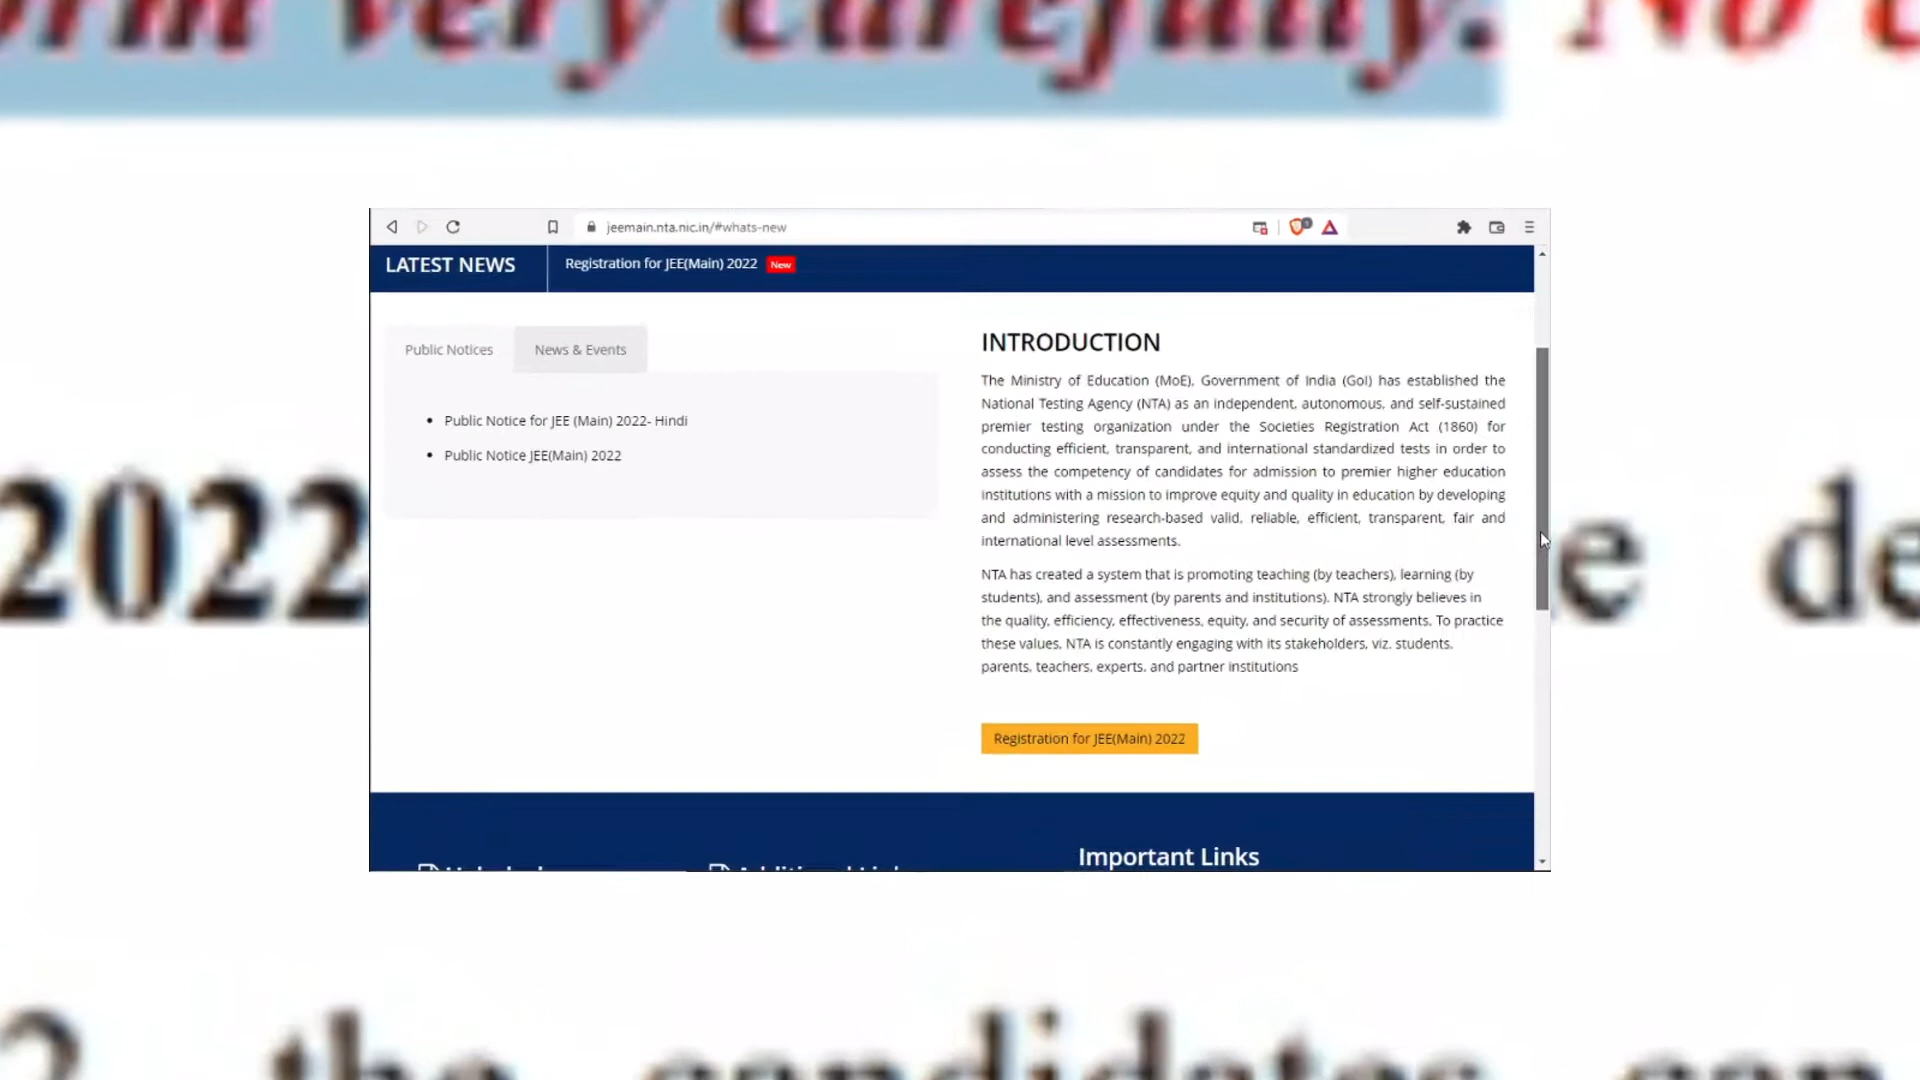 very carefully. No
jeemain.nta.nic.in/#whats-new
LATEST NEWS
Registration for JEE(Main) 2022 New
Public Notices
News & Events
• Public Notice for JEE (Main) 2022- Hindi
• Public Notice JEE(Main) 2022
INTRODUCTION
The Ministry of Education (MoE), Government of India (GoI) has established the
National Testing Agency (NTA) as an independent, autonomous, and self-sustained
premier testing organization under the Societies Registration Act (1860) for
conducting efficient, transparent, and international standardized tests in order to
assess the competency of candidates for admission to premier higher education
institutions with a mission to improve equity and quality in education by developing
and administering research-based valid, reliable, efficient, transparent, fair and
international level assessments.
NTA has created a system that is promoting teaching (by teachers), learning (by
students), and assessment (by parents and institutions). NTA strongly believes in
the quality, efficiency, effectiveness, equity, and security of assessments. To practice
these values, NTA is constantly engaging with its stakeholders, viz. students,
parents, teachers, experts, and partner institutions
Registration for JEE(Main) 2022
Important Links
2022
the candidates